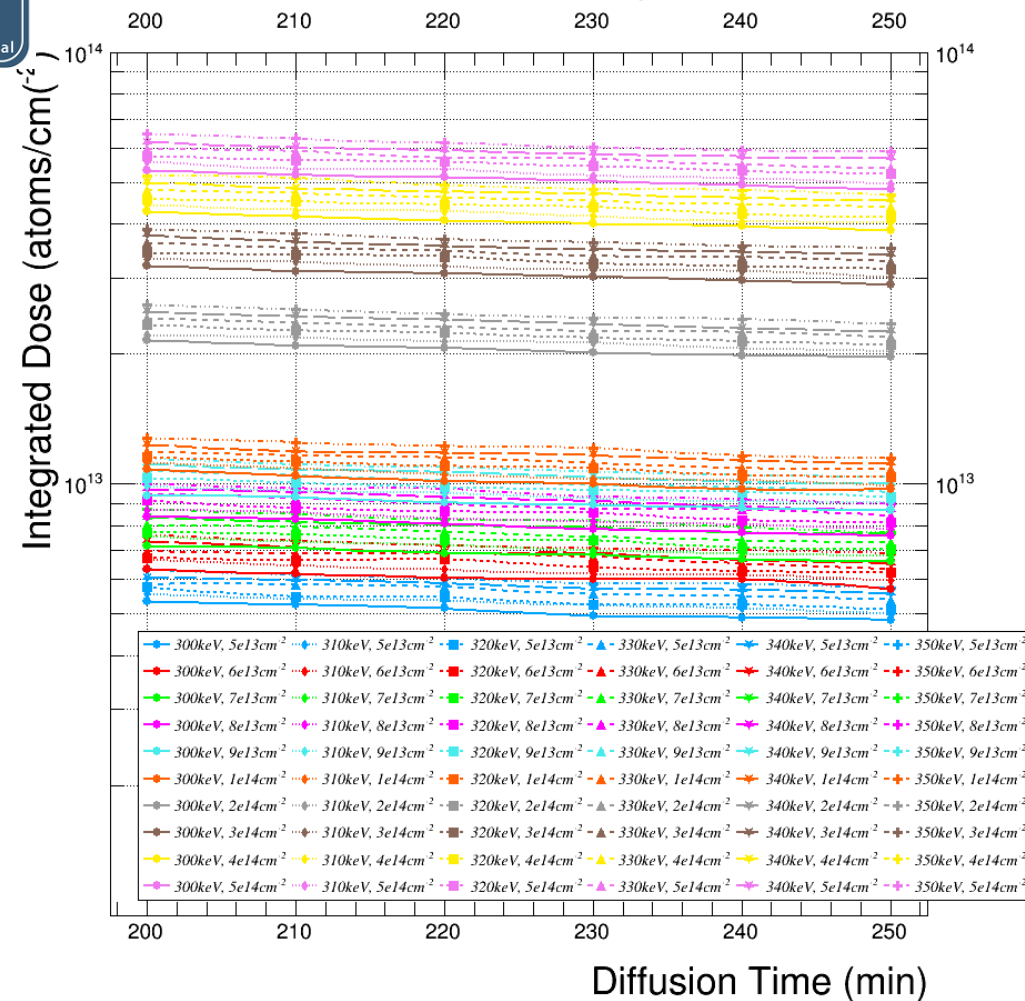 200 210 220 230 240 250
al
10^14 10^14
Integrated Dose (atoms/cm(^-2)
10^13 10^13
300keV, 5e13cm^-2 310keV, 5e13cm^-2 320keV, 5e13cm^-2 330keV, 5e13cm^-2 340keV, 5e13cm^-2 350keV, 5e13cm^-2
300keV, 6e13cm^-2 310keV, 6e13cm^-2 320keV, 6e13cm^-2 330keV, 6e13cm^-2 340keV, 6e13cm^-2 350keV, 6e13cm^-2
300keV, 7e13cm^-2 310keV, 7e13cm^-2 320keV, 7e13cm^-2 330keV, 7e13cm^-2 340keV, 7e13cm^-2 350keV, 7e13cm^-2
300keV, 8e13cm^-2 310keV, 8e13cm^-2 320keV, 8e13cm^-2 330keV, 8e13cm^-2 340keV, 8e13cm^-2 350keV, 8e13cm^-2
300keV, 9e13cm^-2 310keV, 9e13cm^-2 320keV, 9e13cm^-2 330keV, 9e13cm^-2 340keV, 9e13cm^-2 350keV, 9e13cm^-2
300keV, 1e14cm^-2 310keV, 1e14cm^-2 320keV, 1e14cm^-2 330keV, 1e14cm^-2 340keV, 1e14cm^-2 350keV, 1e14cm^-2
300keV, 2e14cm^-2 310keV, 2e14cm^-2 320keV, 2e14cm^-2 330keV, 2e14cm^-2 340keV, 2e14cm^-2 350keV, 2e14cm^-2
300keV, 3e14cm^-2 310keV, 3e14cm^-2 320keV, 3e14cm^-2 330keV, 3e14cm^-2 340keV, 3e14cm^-2 350keV, 3e14cm^-2
300keV, 4e14cm^-2 310keV, 4e14cm^-2 320keV, 4e14cm^-2 330keV, 4e14cm^-2 340keV, 4e14cm^-2 350keV, 4e14cm^-2
300keV, 5e14cm^-2 310keV, 5e14cm^-2 320keV, 5e14cm^-2 330keV, 5e14cm^-2 340keV, 5e14cm^-2 350keV, 5e14cm^-2
200 210 220 230 240 250
Diffusion Time (min)